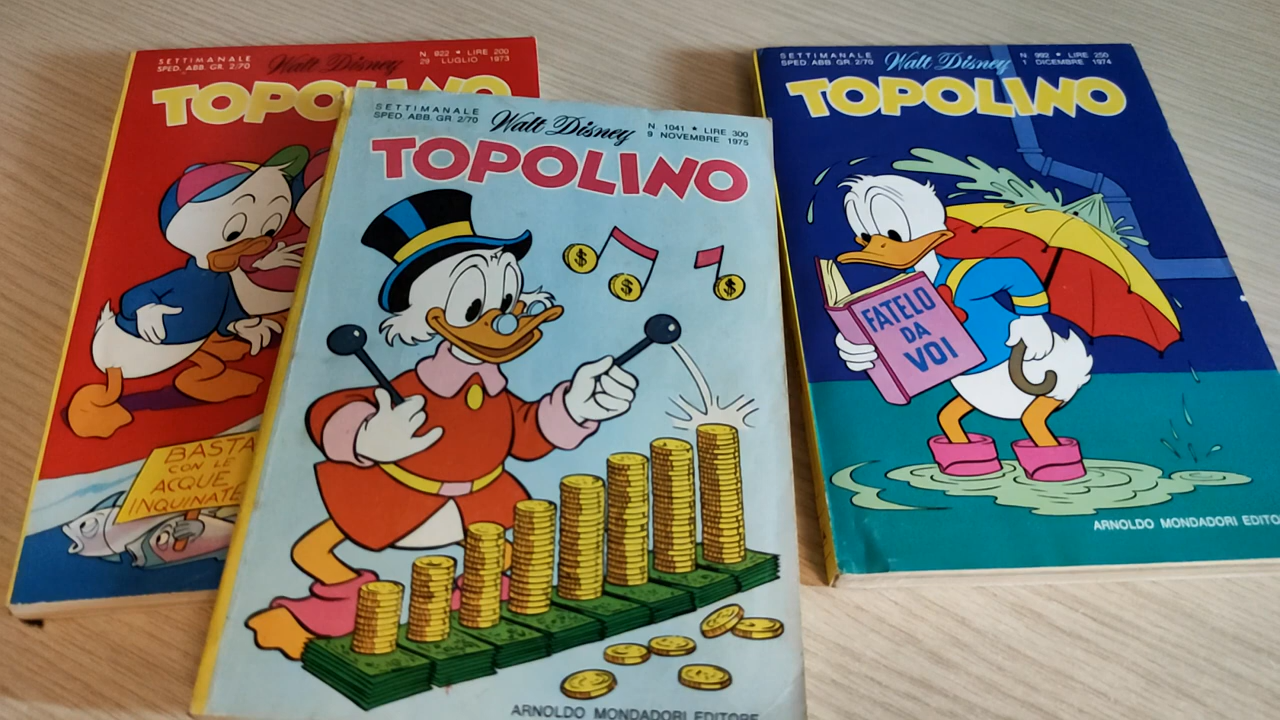 SETTIMANALE
SPED. ABB. GR. 2/70
Walt Disney
N 922 • LIRE 200
29 LUGLIO 1973
TOPOLINO
BASTA
CON LE
ACQUE
INQUINATE
SETTIMANALE
SPED. ABB. GR. 2/70
Walt Disney
N. 1041 • LIRE 300
9 NOVEMBRE 1975
TOPOLINO
ARNOLDO MONDADORI EDITORE
SETTIMANALE
SPED. ABB. GR. 2/70
Walt Disney
N. 992 • LIRE 250
1 DICEMBRE 1974
TOPOLINO
FATELO
DA
VOI
ARNOLDO MONDADORI EDITO